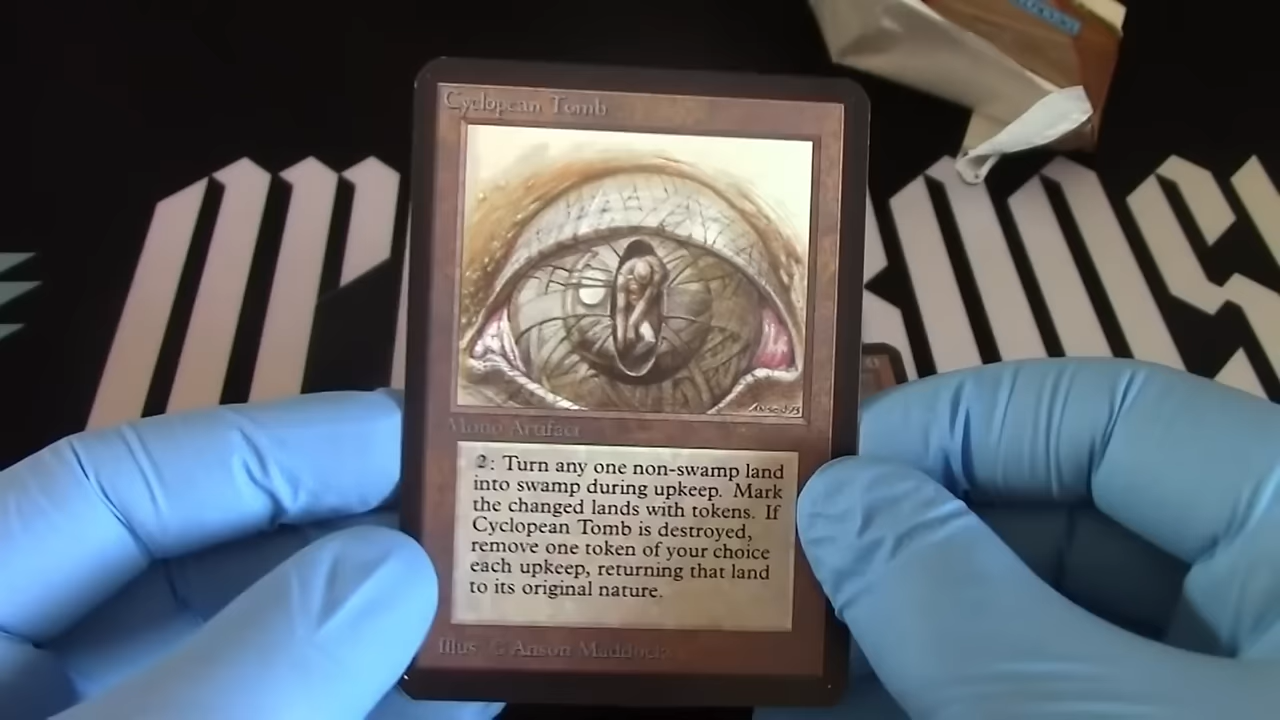 Cyclopean Tomb
Mono Artifact
2: Turn any one non-swamp land
into swamp during upkeep. Mark
the changed lands with tokens. If
Cyclopean Tomb is destroyed,
remove one token of your choice
each upkeep, returning that land
to its original nature.
Illus. © Anson Maddocks